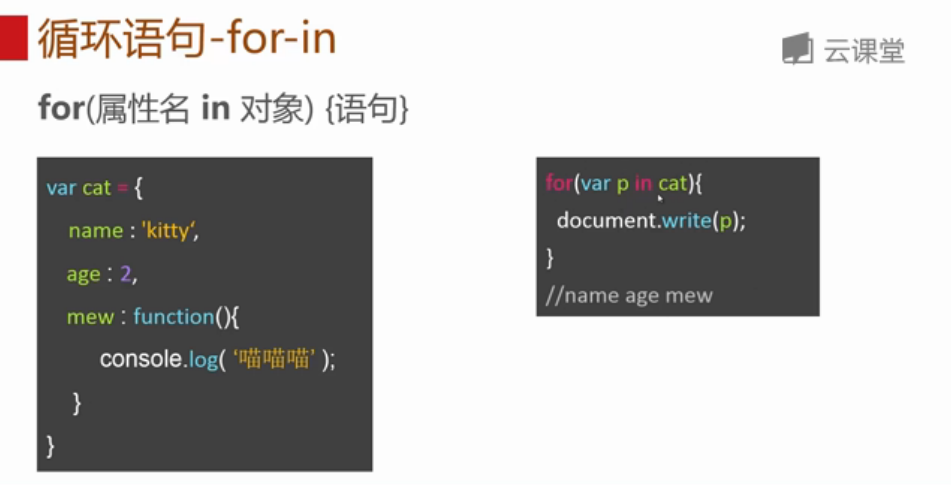 循环语句-for-in
云课堂
for(属性名 in 对象) {语句}
var cat = {
name : 'kitty‘,
age : 2,
mew : function(){
console.log( ‘喵喵喵’ );
}
}
for(var p in cat){
document.write(p);
}
//name age mew